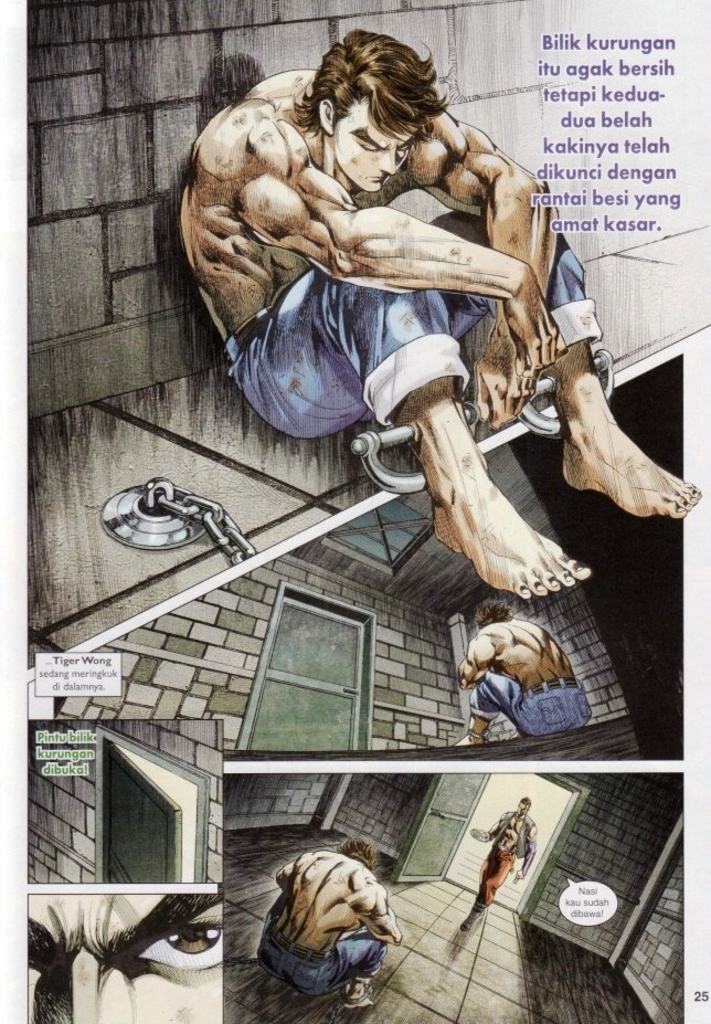 Bilik kurungan
itu agak bersih
tetapi kedua-
dua belah
kakinya telah
dikunci dengan
rantai besi yang
amat kasar.
...Tiger Wong
sedang meringkuk
di dalamnya.
Pintu bilik
kurungan
dibuka!
Nasi
kau sudah
dibawa!
25